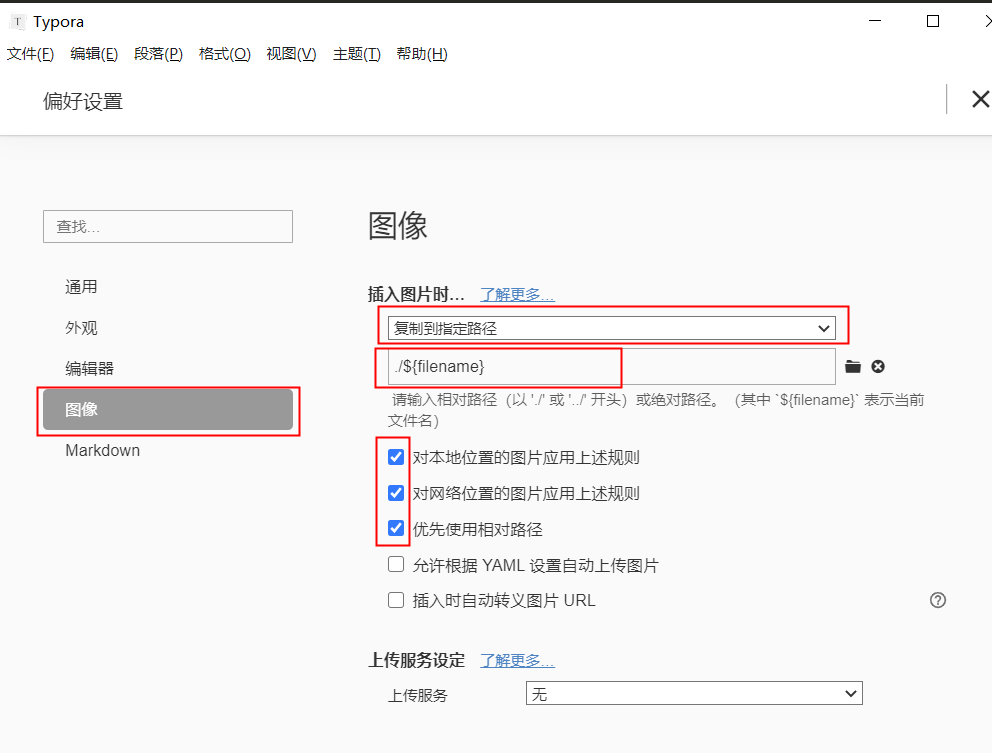 Typora
文件(F) 编辑(E) 段落(P) 格式(O) 视图(V) 主题(T) 帮助(H)
偏好设置
查找...
通用
外观
编辑器
图像
Markdown
图像
插入图片时... 了解更多...
复制到指定路径
./${filename}
请输入相对路径（以 './' 或 '../' 开头）或绝对路径。（其中 `${filename}` 表示当前
文件名）
对本地位置的图片应用上述规则
对网络位置的图片应用上述规则
优先使用相对路径
允许根据 YAML 设置自动上传图片
插入时自动转义图片 URL
上传服务设定 了解更多...
上传服务 无